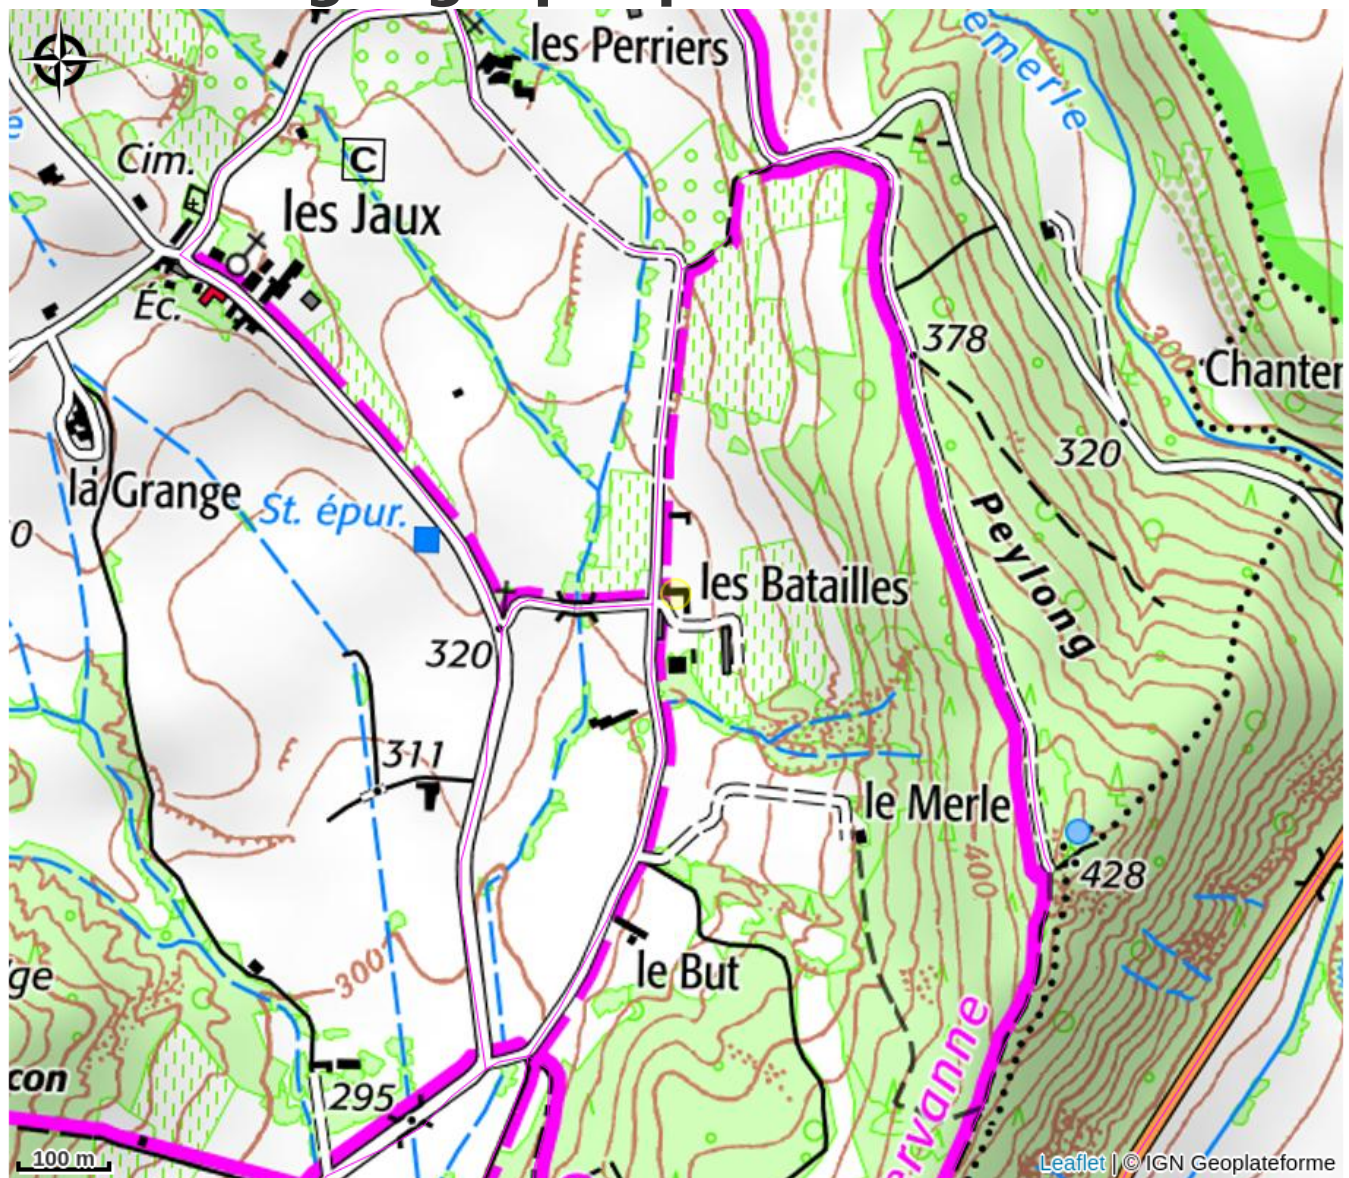 les Perriers
emerle
e
Cim.
C
les Jaux
Éc.
378
300
Chanter
320
la Grange
St. épur.
0
Peylong
les Batailles
320
311
le Merle
400
428
300
le But
ge
con
295
ervanne
100 m
Leaflet | © IGN Geoplateforme